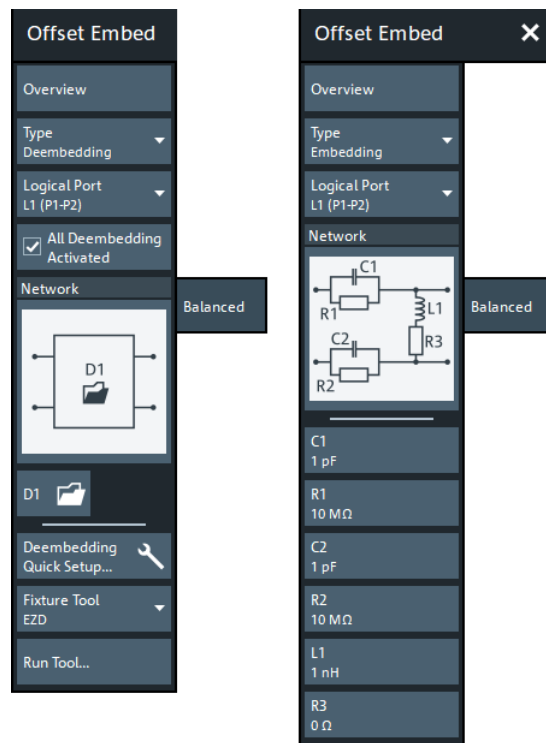 Offset Embed
Overview
Type
Deembedding
Logical Port
L1 (P1-P2)
All Deembedding
Activated
Network
D1
D1
Deembedding
Quick Setup...
Fixture Tool
EZD
Run Tool...
Balanced
Offset Embed
Overview
Type
Embedding
Logical Port
L1 (P1-P2)
Network
C1
R1
L1
C2
R3
R2
C1
1 pF
R1
10 MΩ
C2
1 pF
R2
10 MΩ
L1
1 nH
R3
0 Ω
Balanced